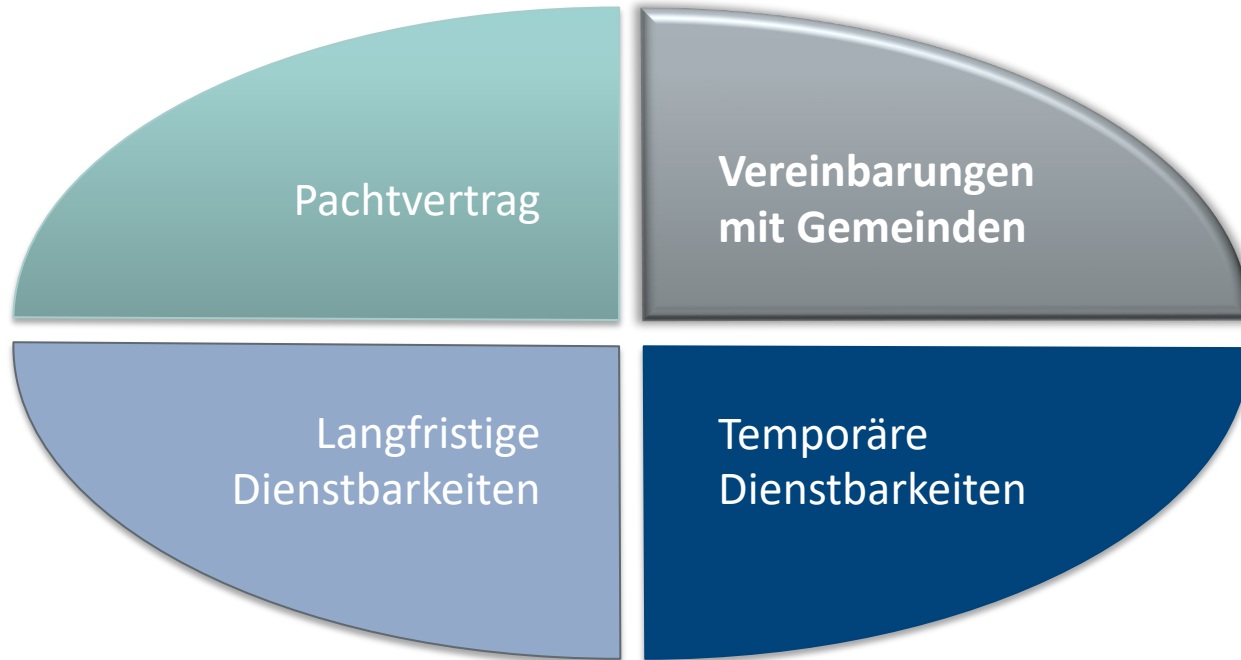 Pachtvertrag
Vereinbarungen
mit Gemeinden
Langfristige
Dienstbarkeiten
Temporäre
Dienstbarkeiten